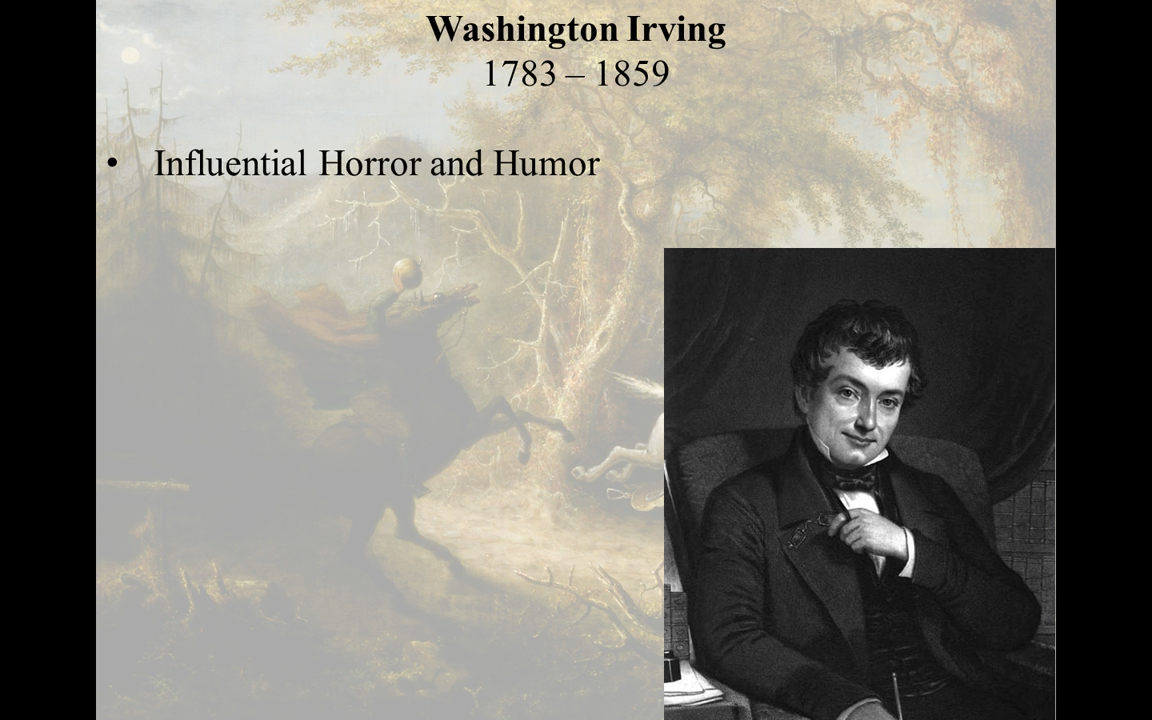 Washington Irving
1783 – 1859
• Influential Horror and Humor